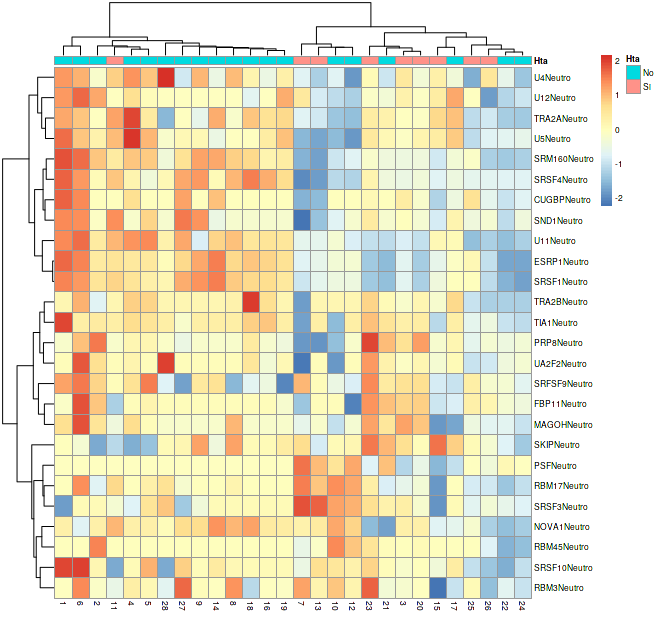 Hta
U4Neutro
U12Neutro
TRA2ANeutro
U5Neutro
SRM160Neutro
SRSF4Neutro
CUGBPNeutro
SND1Neutro
U11Neutro
ESRP1Neutro
SRSF1Neutro
TRA2BNeutro
TIA1Neutro
PRP8Neutro
UA2F2Neutro
SRFSF9Neutro
FBP11Neutro
MAGOHNeutro
SKIPNeutro
PSFNeutro
RBM17Neutro
SRSF3Neutro
NOVA1Neutro
RBM45Neutro
SRSF10Neutro
RBM3Neutro
1 6 2 11 4 5 28 27 9 14 8 18 16 19 7 13 10 12 23 21 3 20 15 17 25 26 22 24
2
1
0
-1
-2
Hta
No
SI